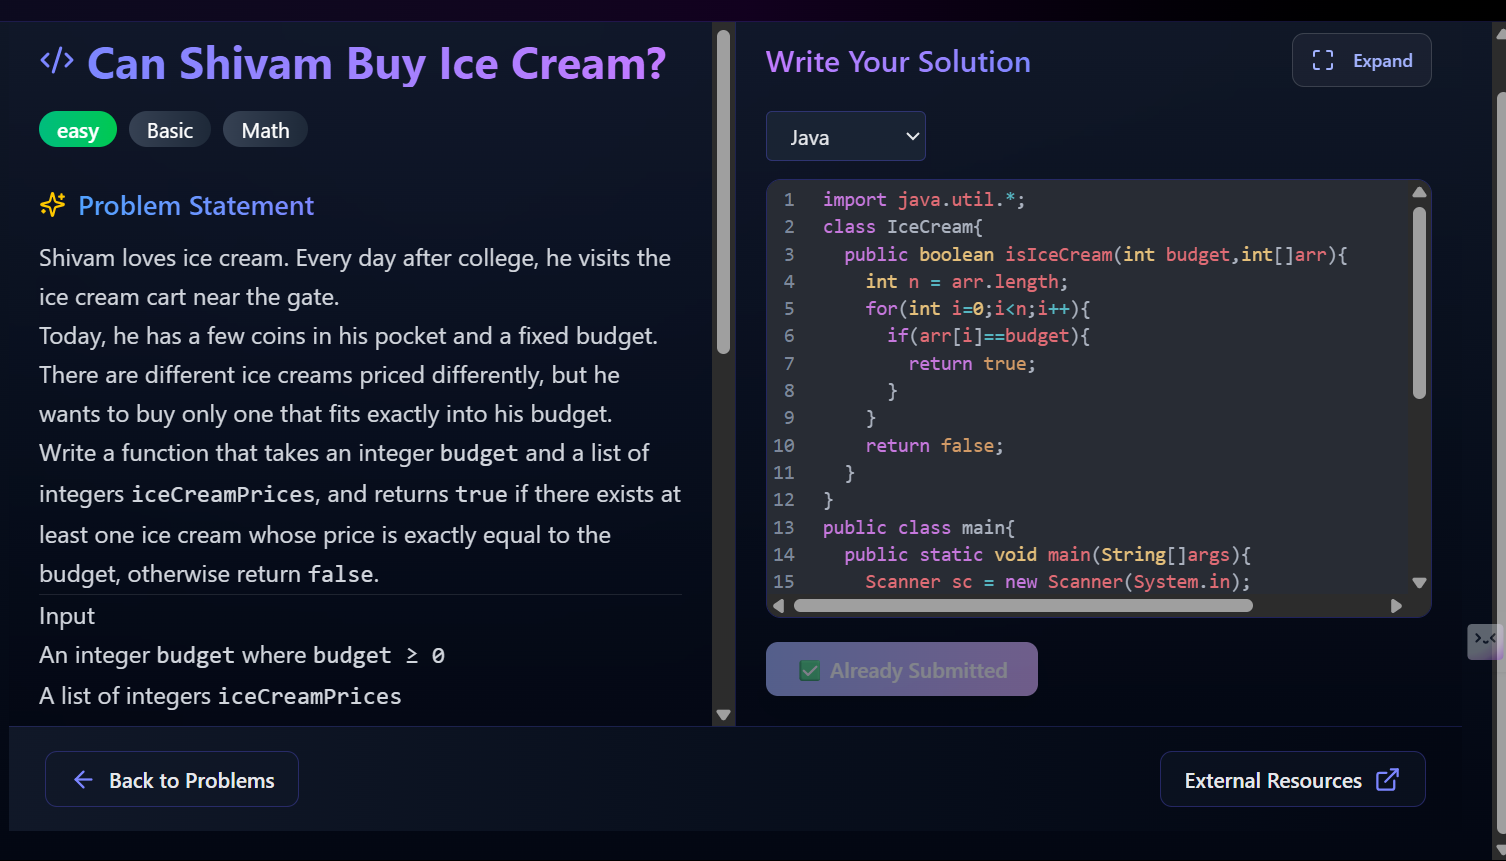 </> Can Shivam Buy Ice Cream?
easy Basic Math
Problem Statement
Shivam loves ice cream. Every day after college, he visits the
ice cream cart near the gate.
Today, he has a few coins in his pocket and a fixed budget.
There are different ice creams priced differently, but he
wants to buy only one that fits exactly into his budget.
Write a function that takes an integer budget and a list of
integers iceCreamPrices, and returns true if there exists at
least one ice cream whose price is exactly equal to the
budget, otherwise return false.
Input
An integer budget where budget ≥ 0
A list of integers iceCreamPrices
Write Your Solution
Expand
Java
1 import java.util.*;
2 class IceCream{
3   public boolean isIceCream(int budget,int[]arr){
4     int n = arr.length;
5     for(int i=0;i<n;i++){
6       if(arr[i]==budget){
7         return true;
8       }
9     }
10     return false;
11   }
12 }
13 public class main{
14   public static void main(String[]args){
15     Scanner sc = new Scanner(System.in);
Already Submitted
Back to Problems
External Resources